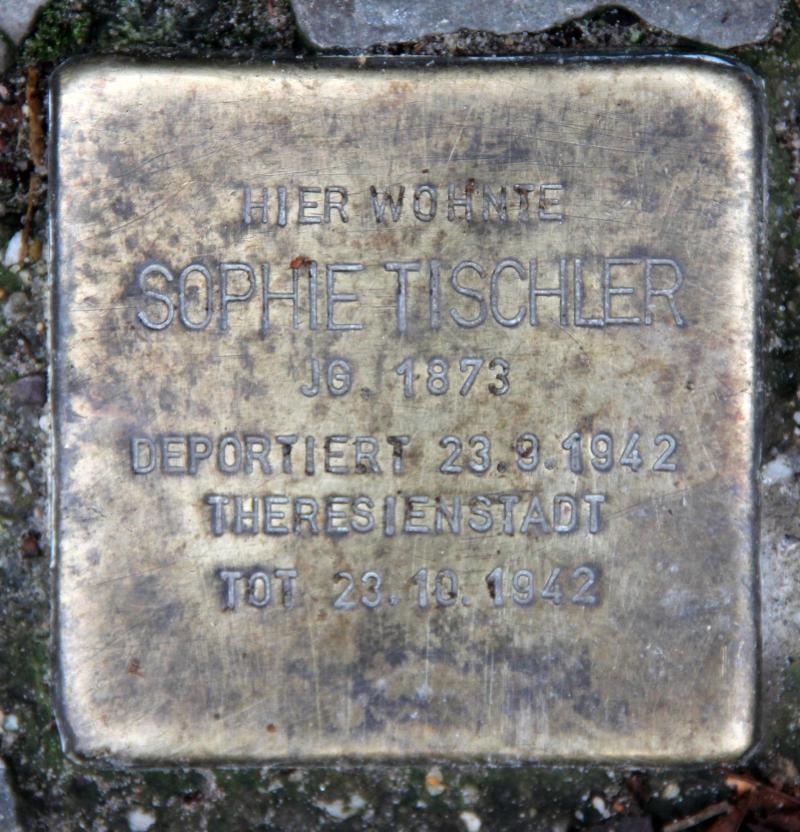 HIER WOHNTE
SOPHIE TISCHLER
JG. 1873
DEPORTIERT 23.9.1942
THERESIENSTADT
TOT 23.10.1942